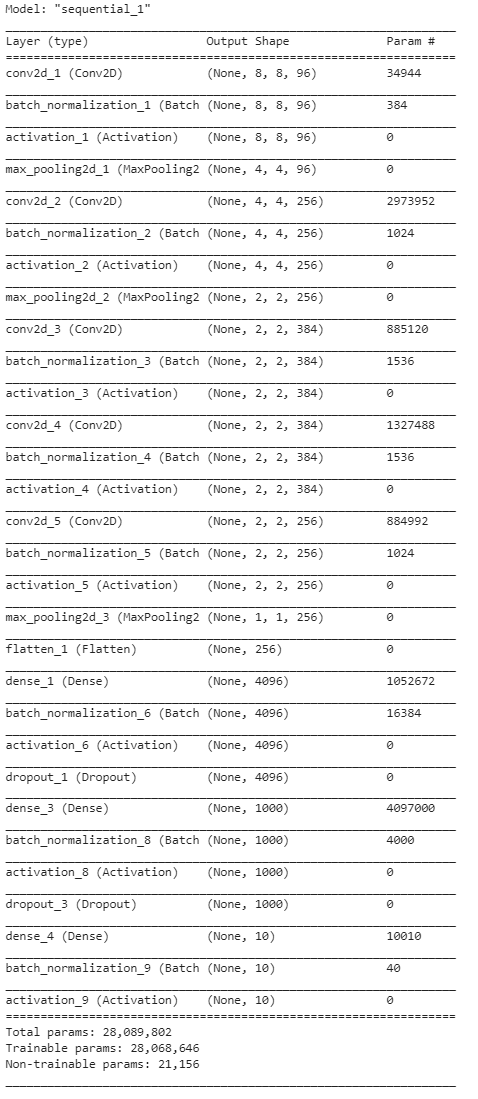 Model: "sequential_1"
Layer (type) Output Shape Param #
conv2d_1 (Conv2D) (None, 8, 8, 96) 34944
batch_normalization_1 (Batch (None, 8, 8, 96) 384
activation_1 (Activation) (None, 8, 8, 96) 0
max_pooling2d_1 (MaxPooling2 (None, 4, 4, 96) 0
conv2d_2 (Conv2D) (None, 4, 4, 256) 2973952
batch_normalization_2 (Batch (None, 4, 4, 256) 1024
activation_2 (Activation) (None, 4, 4, 256) 0
max_pooling2d_2 (MaxPooling2 (None, 2, 2, 256) 0
conv2d_3 (Conv2D) (None, 2, 2, 384) 885120
batch_normalization_3 (Batch (None, 2, 2, 384) 1536
activation_3 (Activation) (None, 2, 2, 384) 0
conv2d_4 (Conv2D) (None, 2, 2, 384) 1327488
batch_normalization_4 (Batch (None, 2, 2, 384) 1536
activation_4 (Activation) (None, 2, 2, 384) 0
conv2d_5 (Conv2D) (None, 2, 2, 256) 884992
batch_normalization_5 (Batch (None, 2, 2, 256) 1024
activation_5 (Activation) (None, 2, 2, 256) 0
max_pooling2d_3 (MaxPooling2 (None, 1, 1, 256) 0
flatten_1 (Flatten) (None, 256) 0
dense_1 (Dense) (None, 4096) 1052672
batch_normalization_6 (Batch (None, 4096) 16384
activation_6 (Activation) (None, 4096) 0
dropout_1 (Dropout) (None, 4096) 0
dense_3 (Dense) (None, 1000) 4097000
batch_normalization_8 (Batch (None, 1000) 4000
activation_8 (Activation) (None, 1000) 0
dropout_3 (Dropout) (None, 1000) 0
dense_4 (Dense) (None, 10) 10010
batch_normalization_9 (Batch (None, 10) 40
activation_9 (Activation) (None, 10) 0
Total params: 28,089,802
Trainable params: 28,068,646
Non-trainable params: 21,156